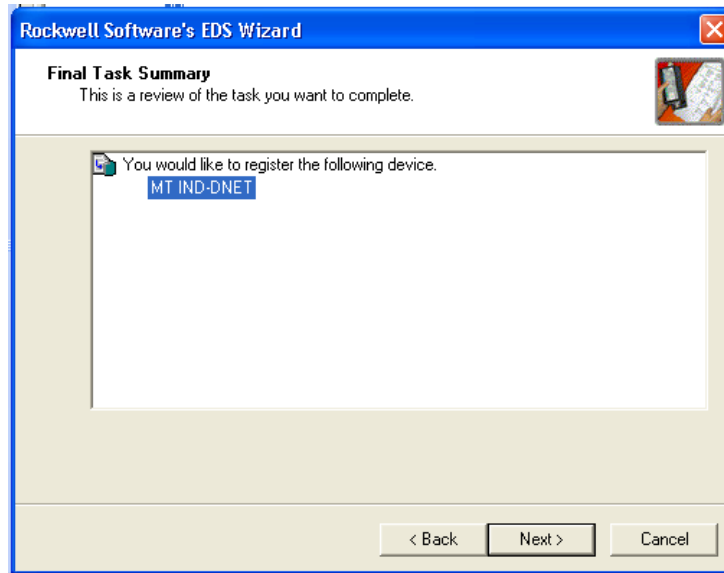 Rockwell Software's EDS Wizard
Final Task Summary
This is a review of the task you want to complete.
You would like to register the following device.
MT IND-DNET
< Back
Next >
Cancel